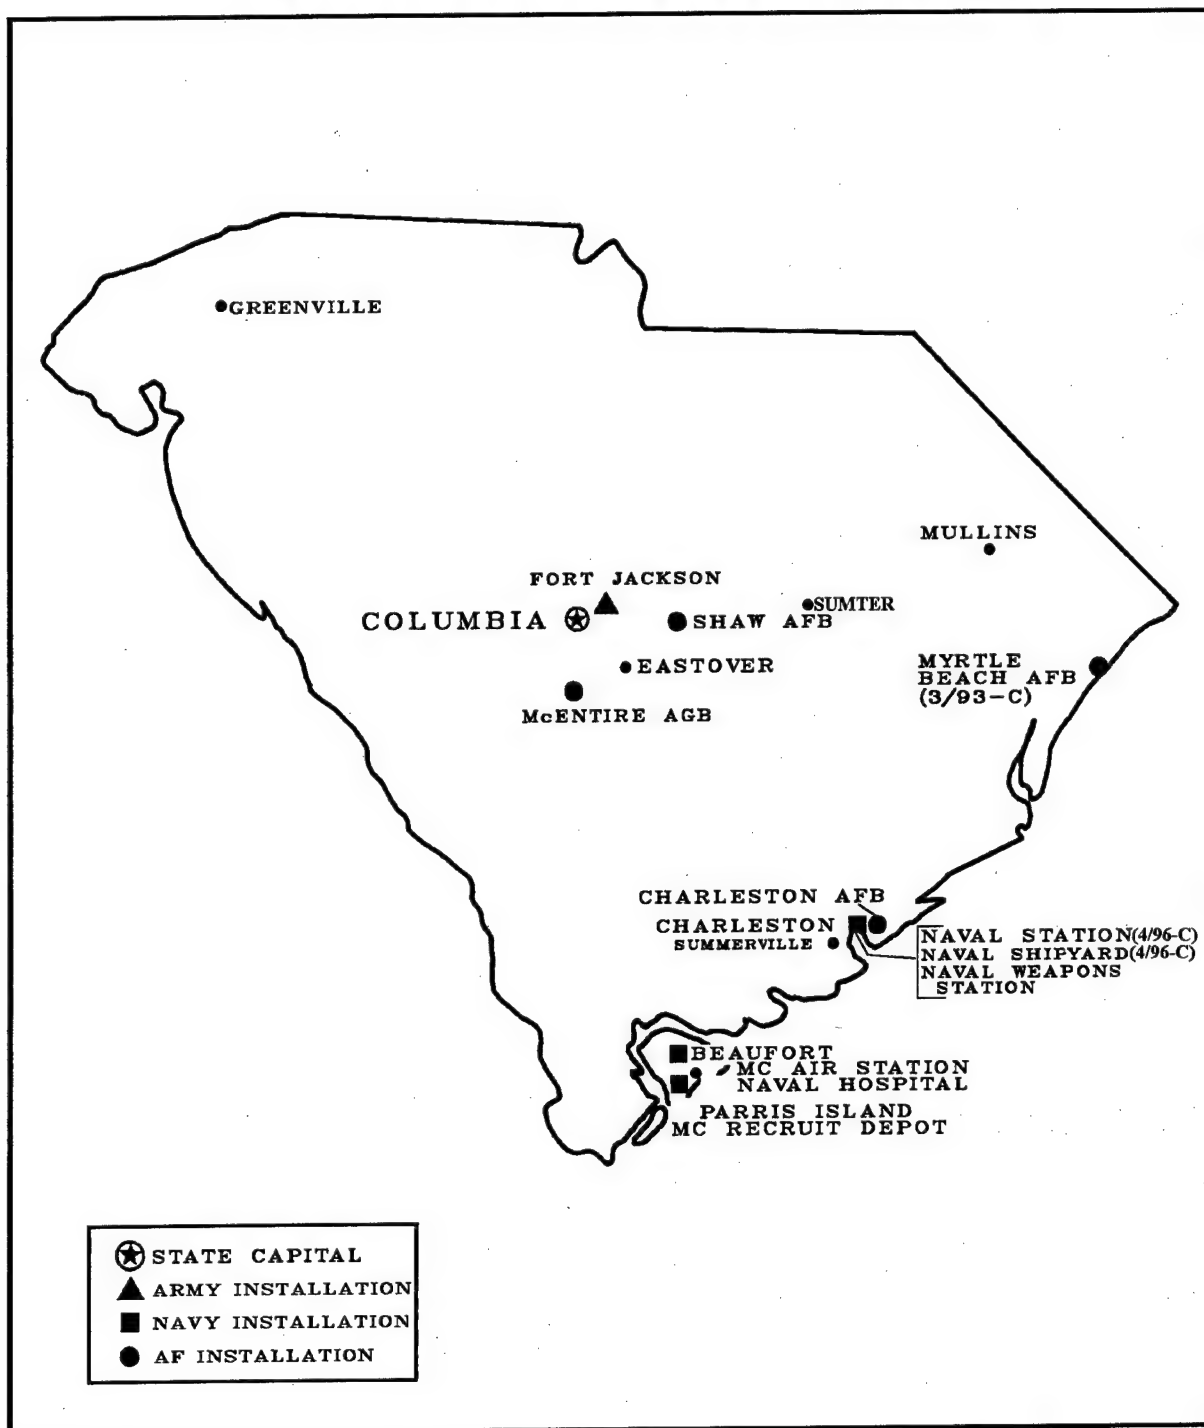 GREENVILLE
MULLINS
FORT JACKSON
SUMTER
COLUMBIA
SHAW AFB
EASTOVER
MYRTLE
BEACH AFB
(3/93-C)
McENTIRE AGB
CHARLESTON AFB
CHARLESTON
SUMMERVILLE
NAVAL STATION(4/96-C)
NAVAL SHIPYARD(4/96-C)
NAVAL WEAPONS
STATION
BEAUFORT
MC AIR STATION
NAVAL HOSPITAL
PARRIS ISLAND
MC RECRUIT DEPOT
STATE CAPITAL
ARMY INSTALLATION
NAVY INSTALLATION
AF INSTALLATION